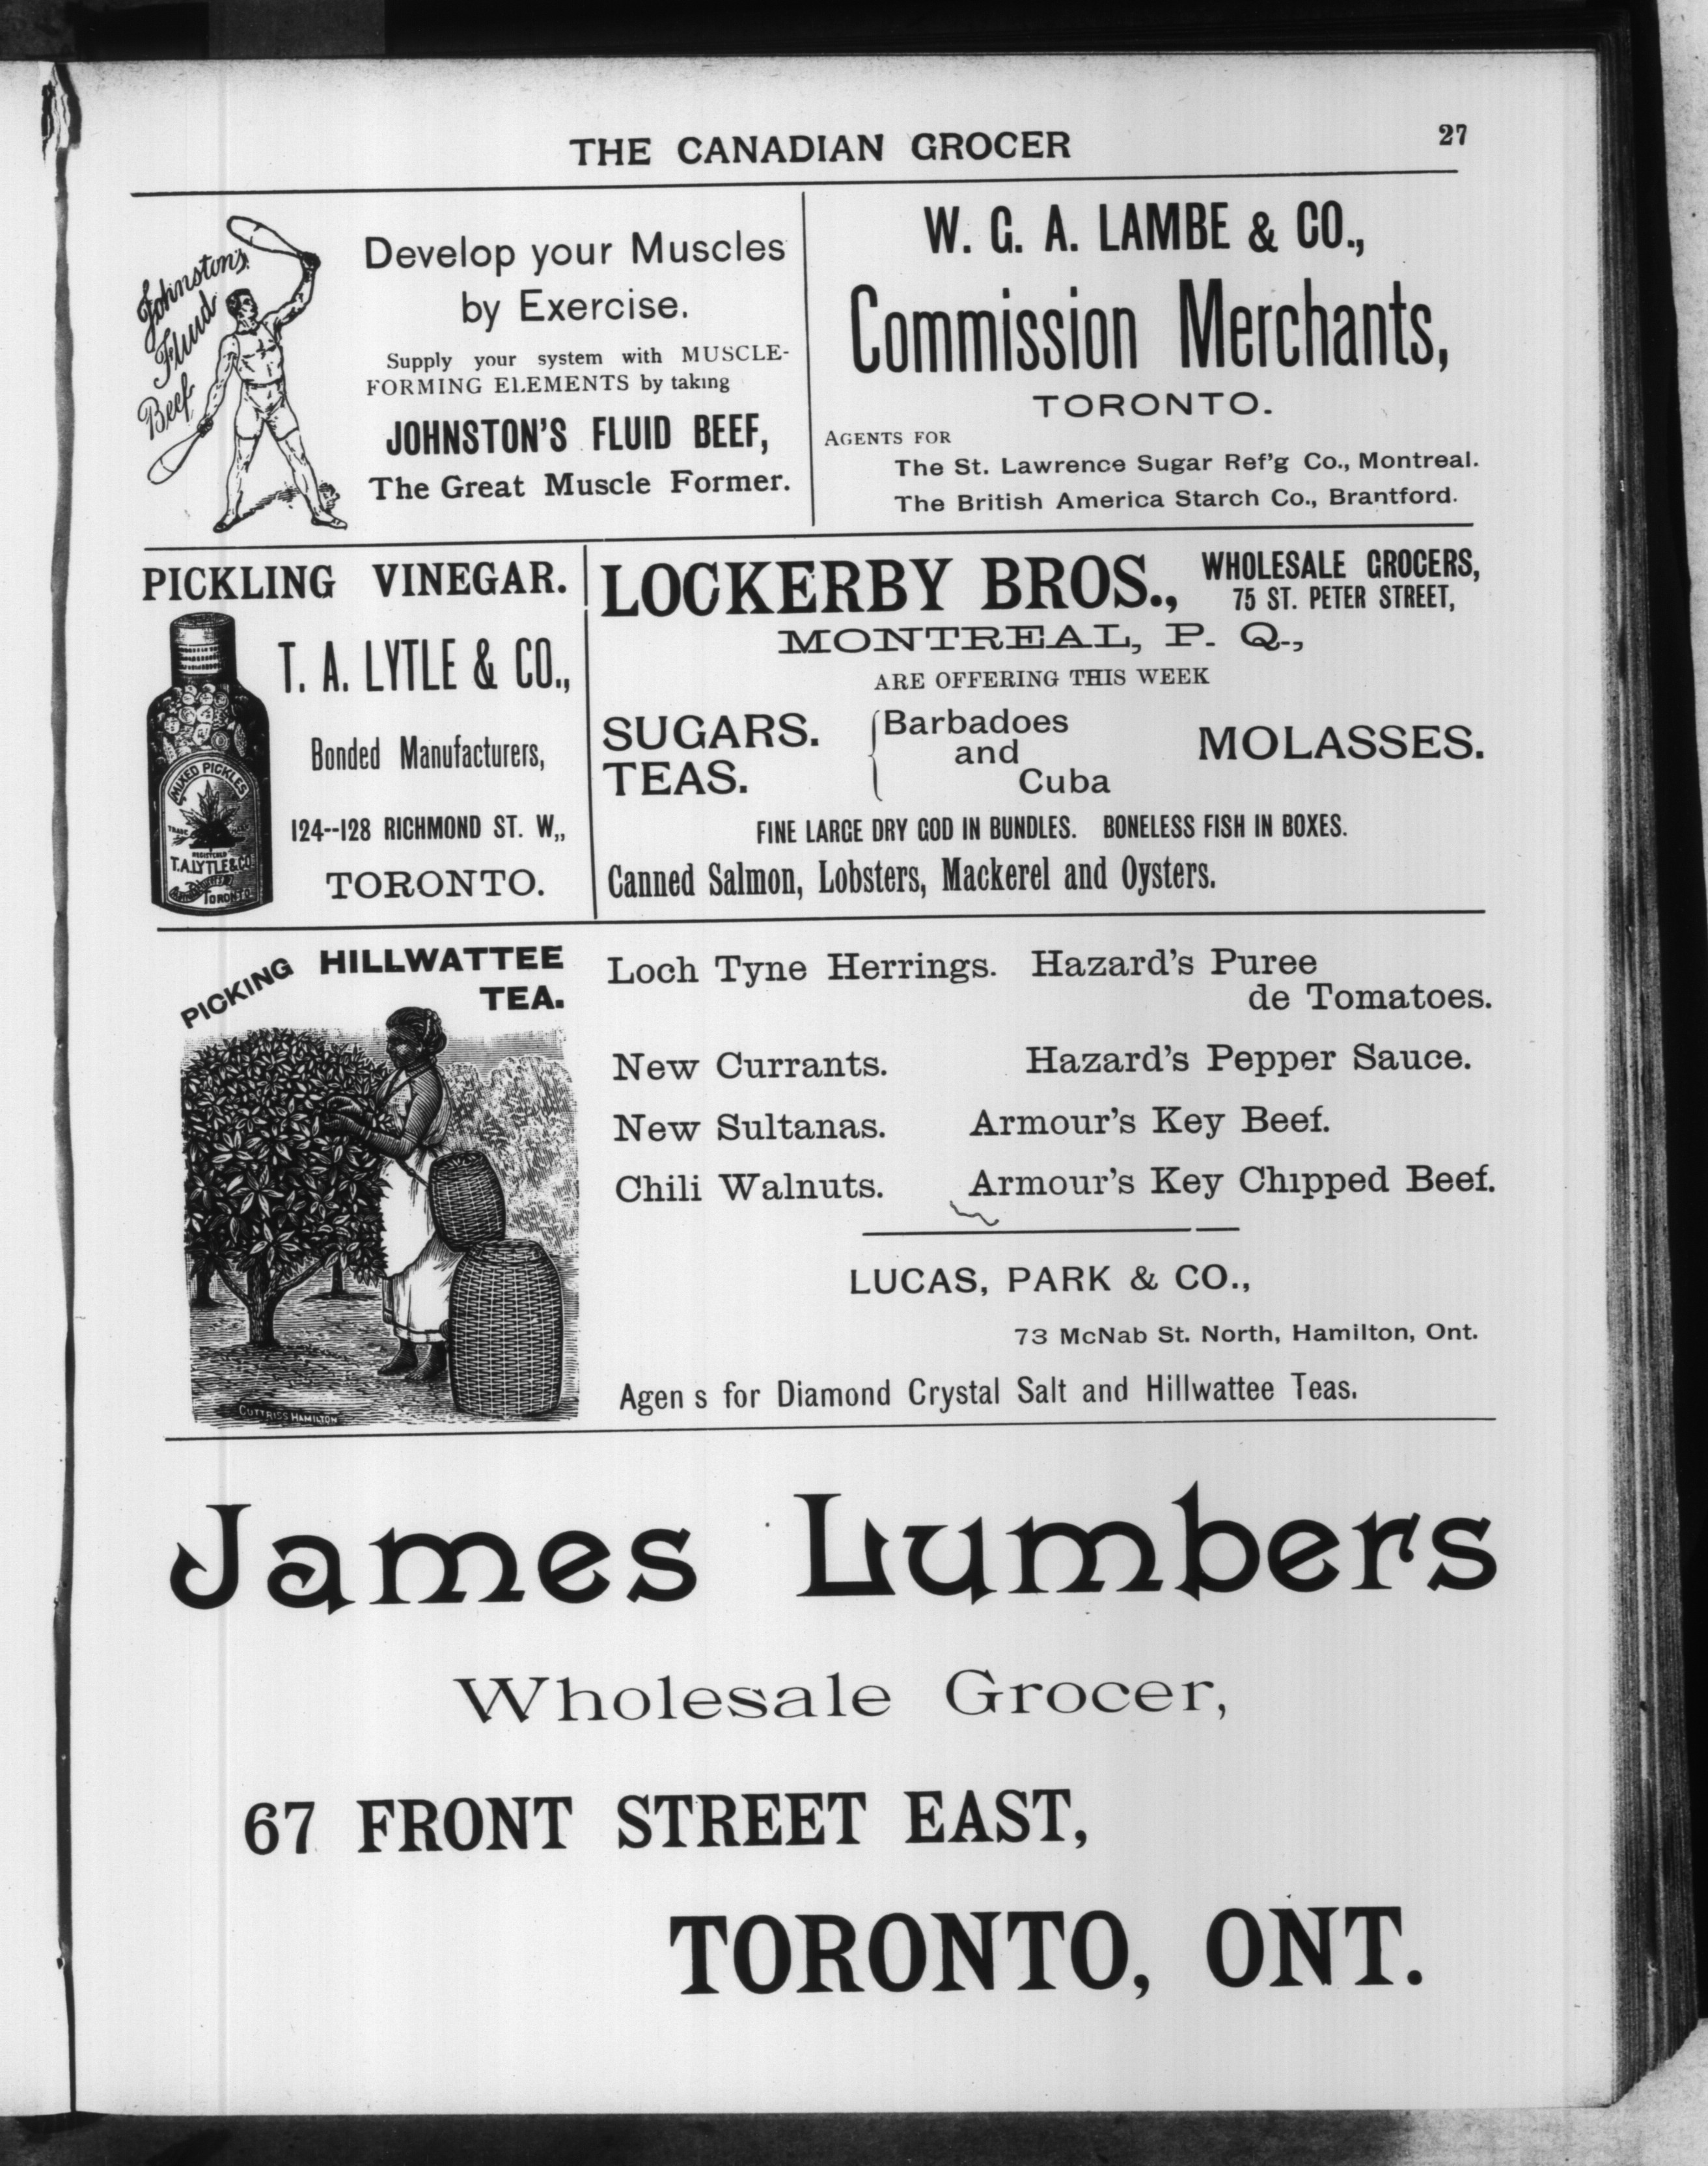 THE CANADIAN GROCER 27
Johnston's
Fluid
Beef
Develop your Muscles
by Exercise.
Supply your system with MUSCLE-
FORMING ELEMENTS by taking
JOHNSTON'S FLUID BEEF,
The Great Muscle Former.
W. G. A. LAMBE & CO.,
Commission Merchants,
TORONTO.
AGENTS FOR
The St. Lawrence Sugar Ref'g Co., Montreal.
The British America Starch Co., Brantford.
PICKLING VINEGAR.
T. A. LYTLE & CO.,
Bonded Manufacturers,
124--128 RICHMOND ST. W,,
TORONTO.
MIXED PICKLES
TRADE
REGISTERED
T.A.LYTLE & CO
TORONTO
LOCKERBY BROS., WHOLESALE GROCERS,
75 ST. PETER STREET,
MONTREAL, P. Q.,
ARE OFFERING THIS WEEK
SUGARS. Barbadoes
and MOLASSES.
TEAS. Cuba
FINE LARGE DRY COD IN BUNDLES. BONELESS FISH IN BOXES.
Canned Salmon, Lobsters, Mackerel and Oysters.
PICKING HILLWATTEE
TEA.
CUTTRISS HAMILTON
Loch Tyne Herrings. Hazard's Puree
de Tomatoes.
New Currants. Hazard's Pepper Sauce.
New Sultanas. Armour's Key Beef.
Chili Walnuts. Armour's Key Chipped Beef.
LUCAS, PARK & CO.,
73 McNab St. North, Hamilton, Ont.
Agen s for Diamond Crystal Salt and Hillwattee Teas.
James Lumbers
Wholesale Grocer,
67 FRONT STREET EAST,
TORONTO, ONT.